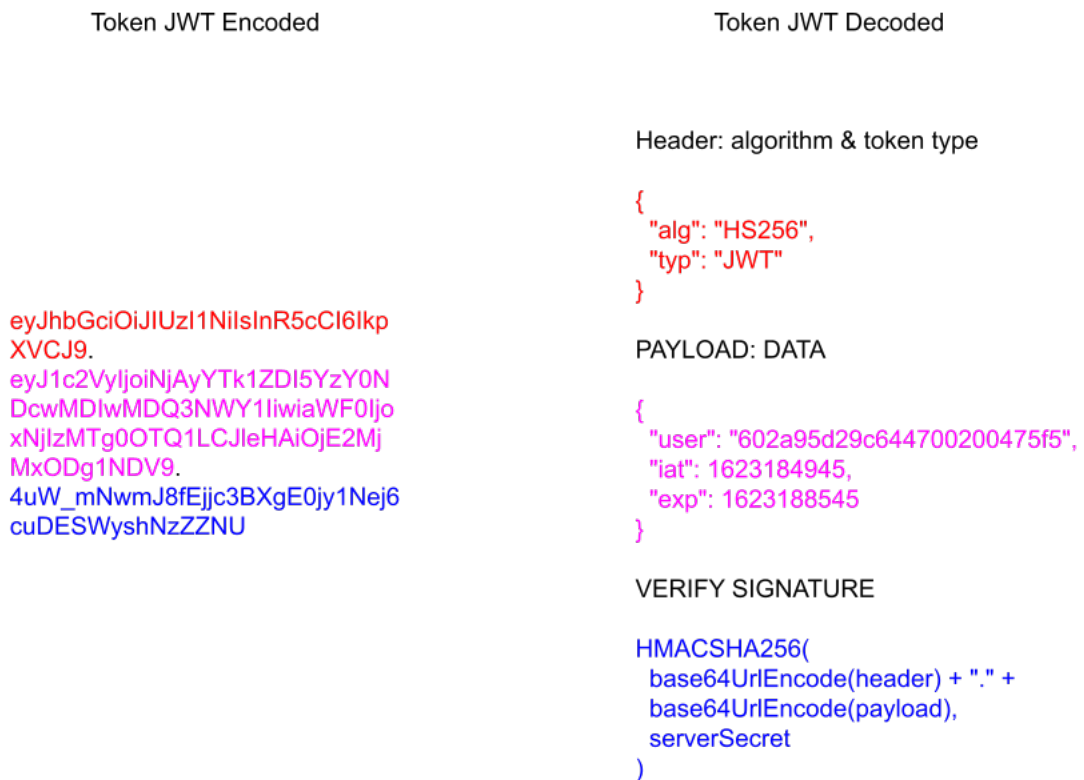 Token JWT Encoded
eyJhbGciOiJIUzI1NiIsInR5cCI6Ikp
XVCJ9.
eyJ1c2VyIjoiNjAyYTk1ZDI5YzY0N
DcwMDIwMDQ3NWY1IiwiaWF0Ijo
xNjIzMTg0OTQ1LCJleHAiOjE2Mj
MxODg1NDV9.
4uW_mNwmJ8fEjjc3BXgE0jy1Nej6
cuDESWyshNzZZNU
Token JWT Decoded
Header: algorithm & token type
{
"alg": "HS256",
"typ": "JWT"
}
PAYLOAD: DATA
{
"user": "602a95d29c644700200475f5",
"iat": 1623184945,
"exp": 1623188545
}
VERIFY SIGNATURE
HMACSHA256(
base64UrlEncode(header) + "." +
base64UrlEncode(payload),
serverSecret
)